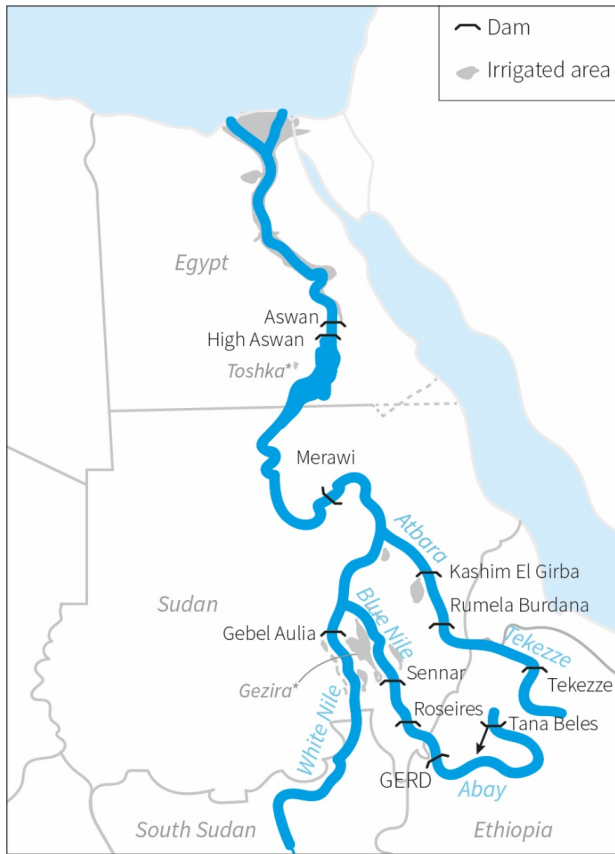 Dam
Irrigated area
Egypt
Aswan
High Aswan
Toshka*
Merawi
Atbara
Kashim El Girba
Sudan
Rumela Burdana
Gebel Aulia
Blue Nile
Tekezze
Gezira*
Sennar
Tekezze
White Nile
Roseires
Tana Beles
GERD
Abay
South Sudan
Ethiopia